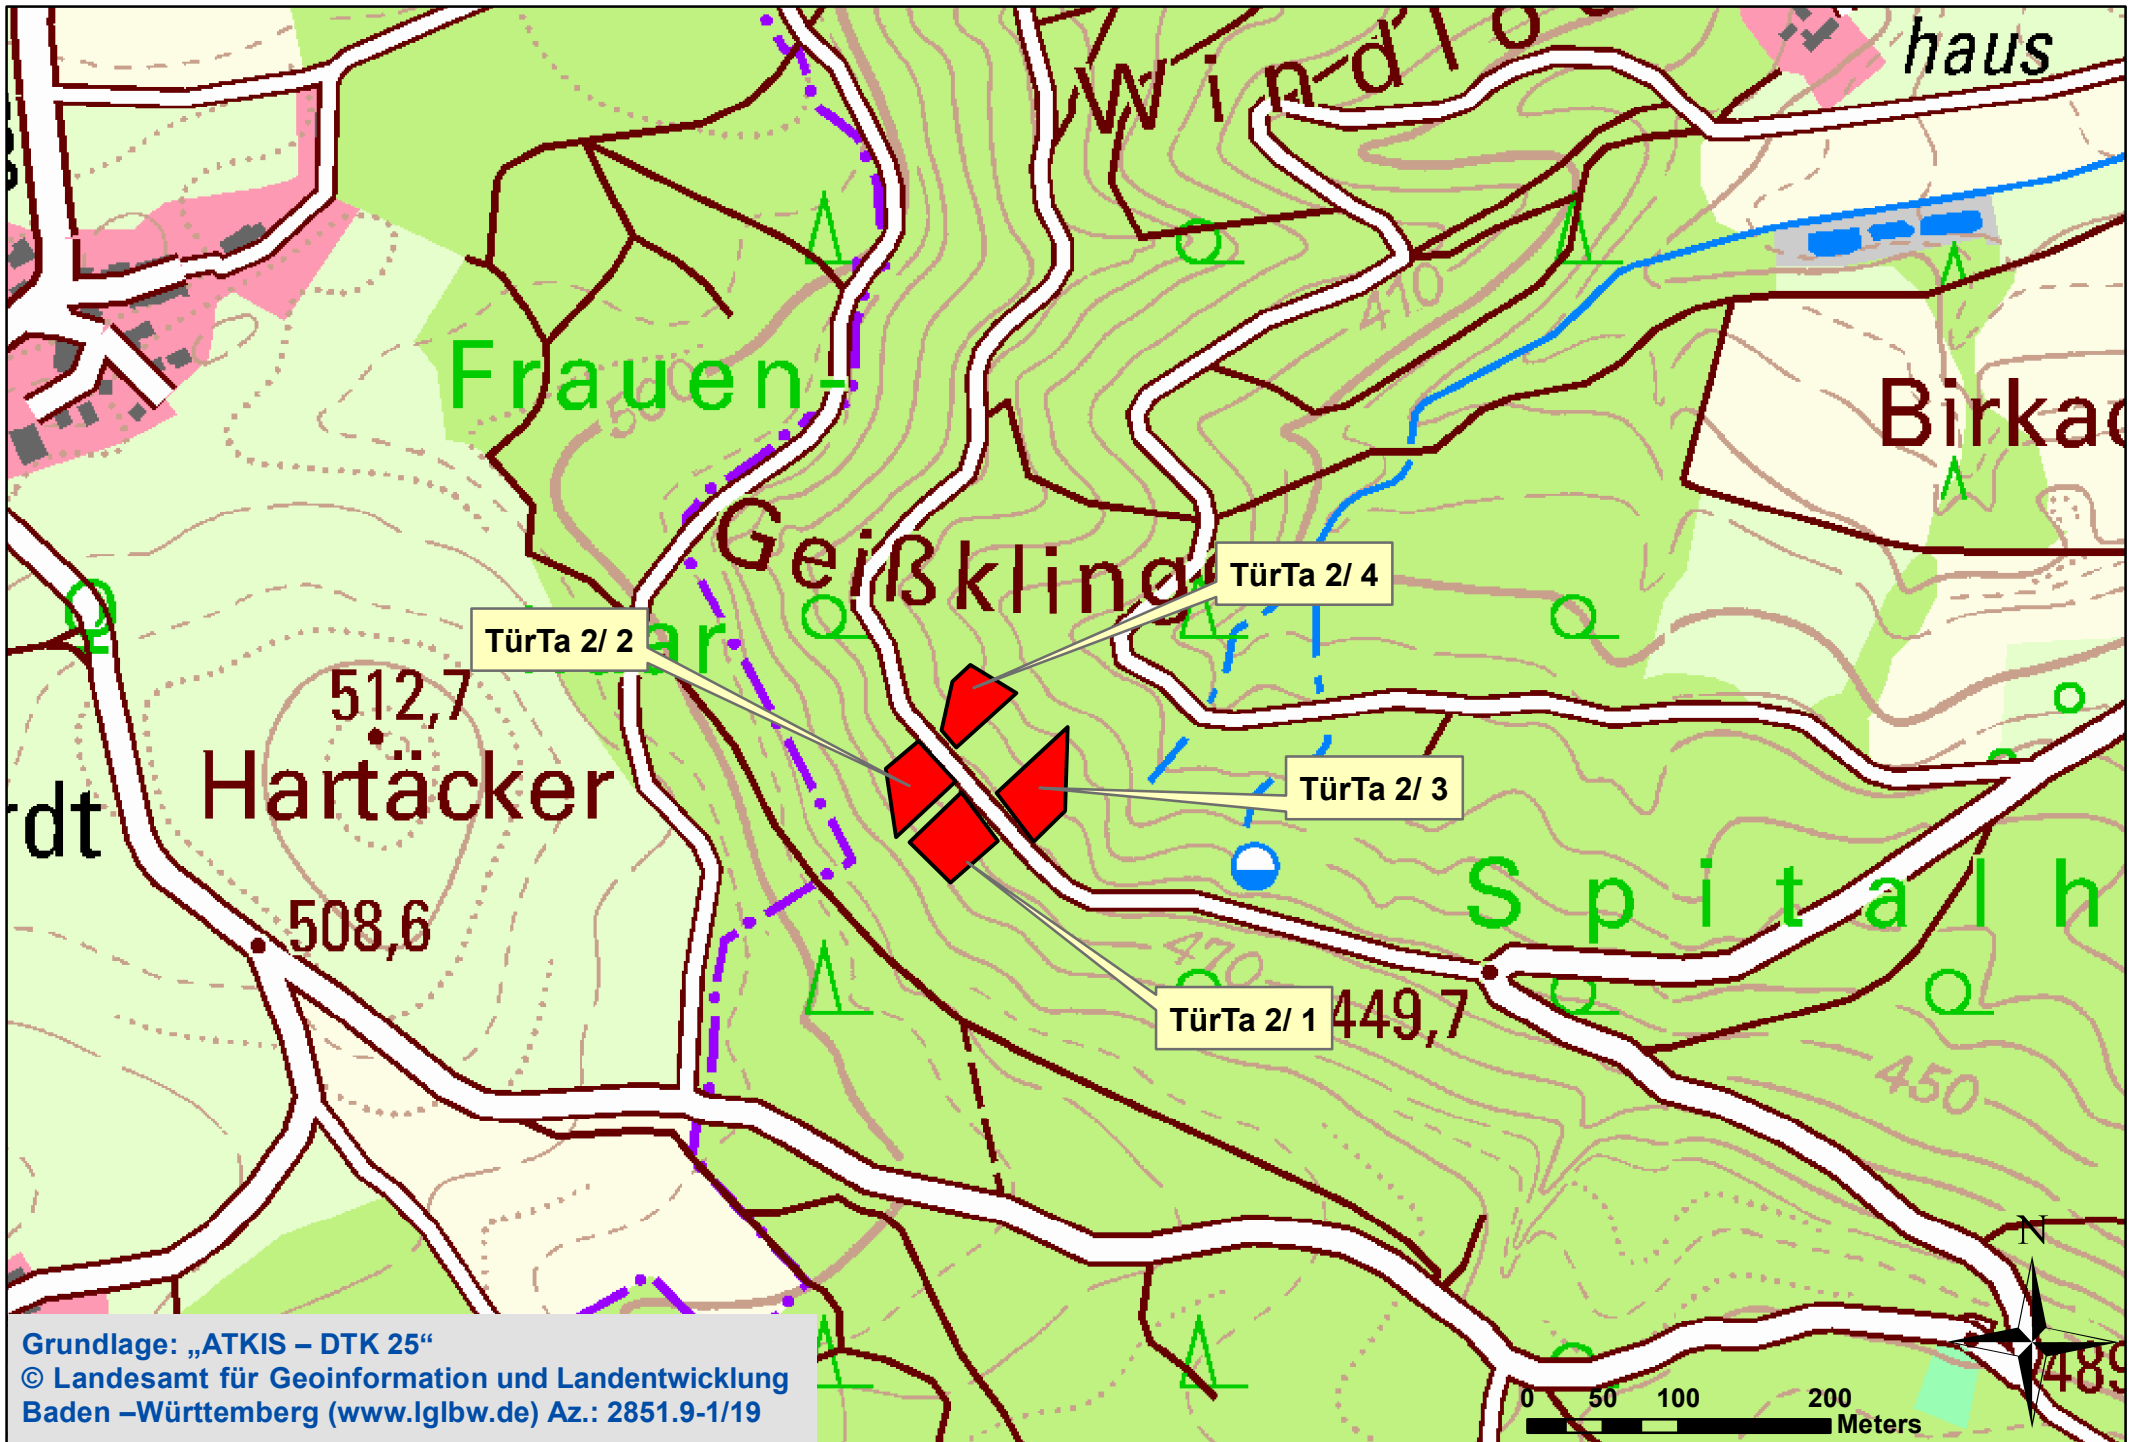 Windlo
haus
Frauen-
500
410
Birkac
Geißkling
TürTa 2/ 4
TürTa 2/ 2
ar
512,7
Hartäcker
TürTa 2/ 3
rdt
508,6
Spitalh
470
TürTa 2/ 1
449,7
450
N
489
Grundlage: „ATKIS – DTK 25“
© Landesamt für Geoinformation und Landentwicklung
Baden –Württemberg (www.lglbw.de) Az.: 2851.9-1/19
0 50 100 200
Meters